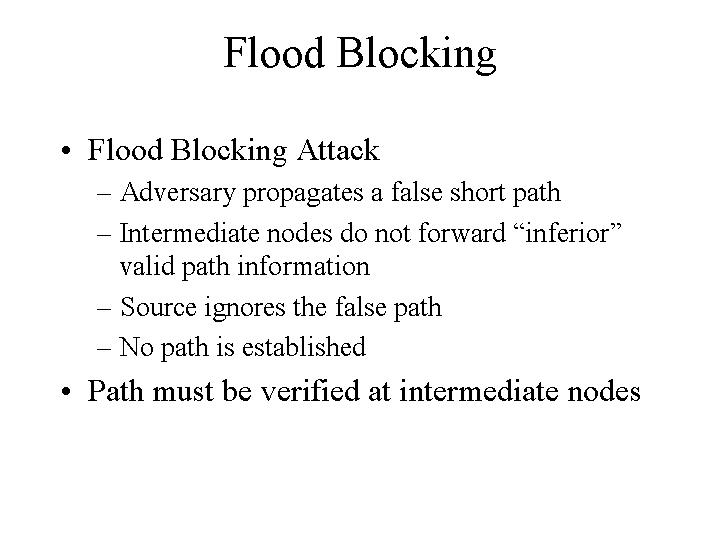 Flood Blocking
• Flood Blocking Attack
– Adversary propagates a false short path
– Intermediate nodes do not forward “inferior”
valid path information
– Source ignores the false path
– No path is established
• Path must be verified at intermediate nodes